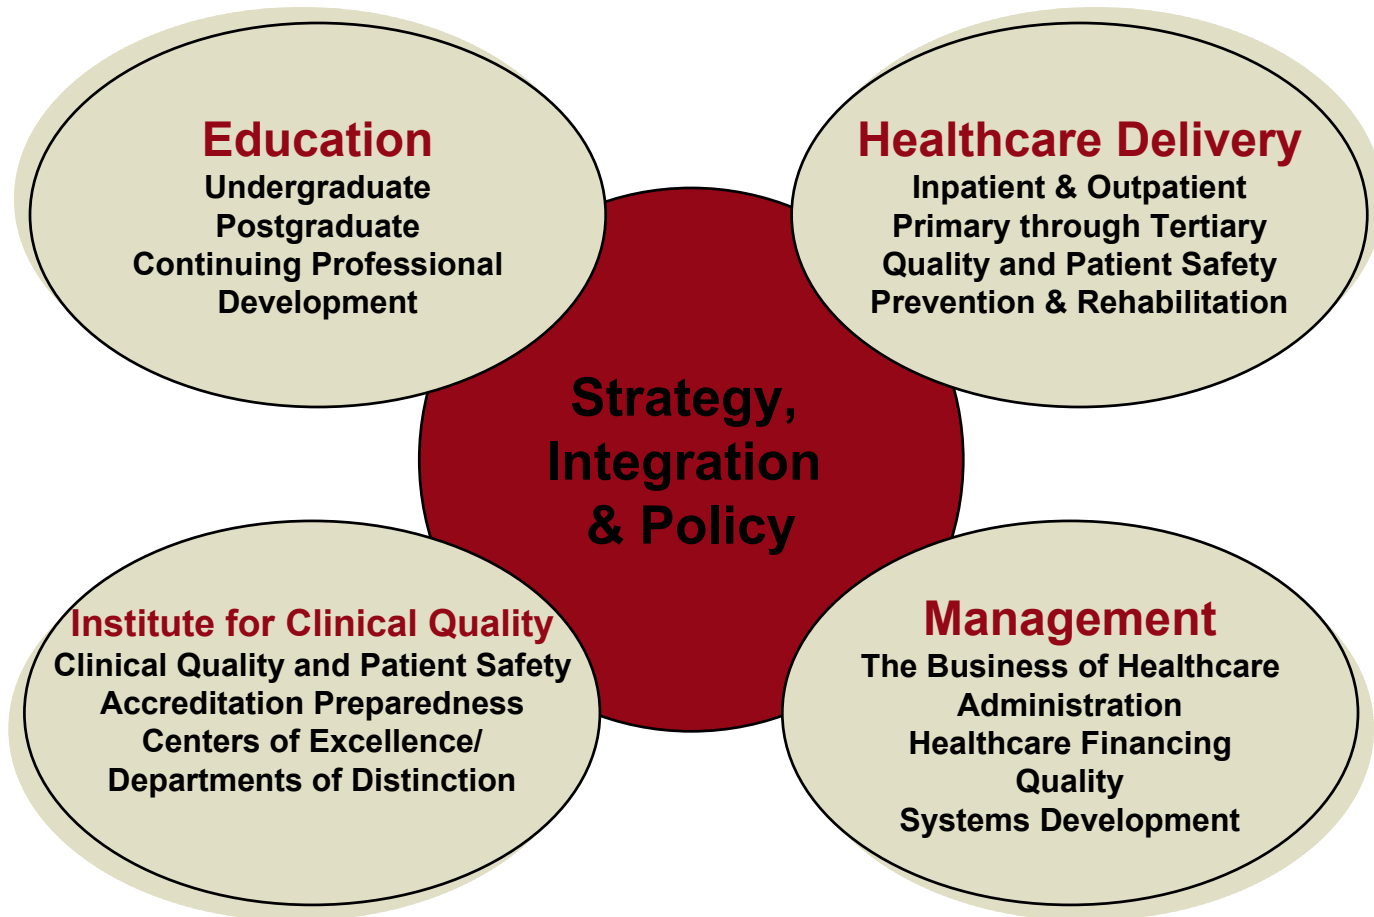 Education
Undergraduate
Postgraduate
Continuing Professional
Development
Healthcare Delivery
Inpatient & Outpatient
Primary through Tertiary
Quality and Patient Safety
Prevention & Rehabilitation
Strategy,
Integration
& Policy
Institute for Clinical Quality
Clinical Quality and Patient Safety
Accreditation Preparedness
Centers of Excellence/
Departments of Distinction
Management
The Business of Healthcare
Administration
Healthcare Financing
Quality
Systems Development